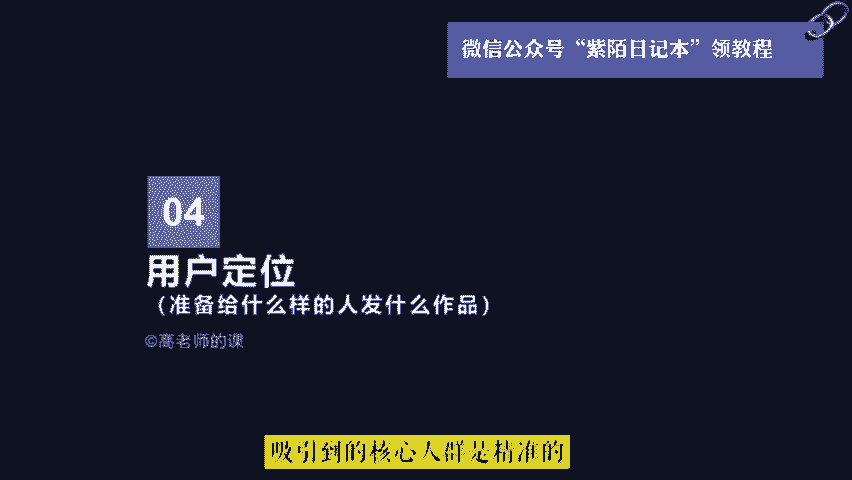 微信公众号“紫陌日记本”领教程
04
用户定位
（准备给什么样的人发什么作品）
©高老师的课
吸引到的核心人群是精准的